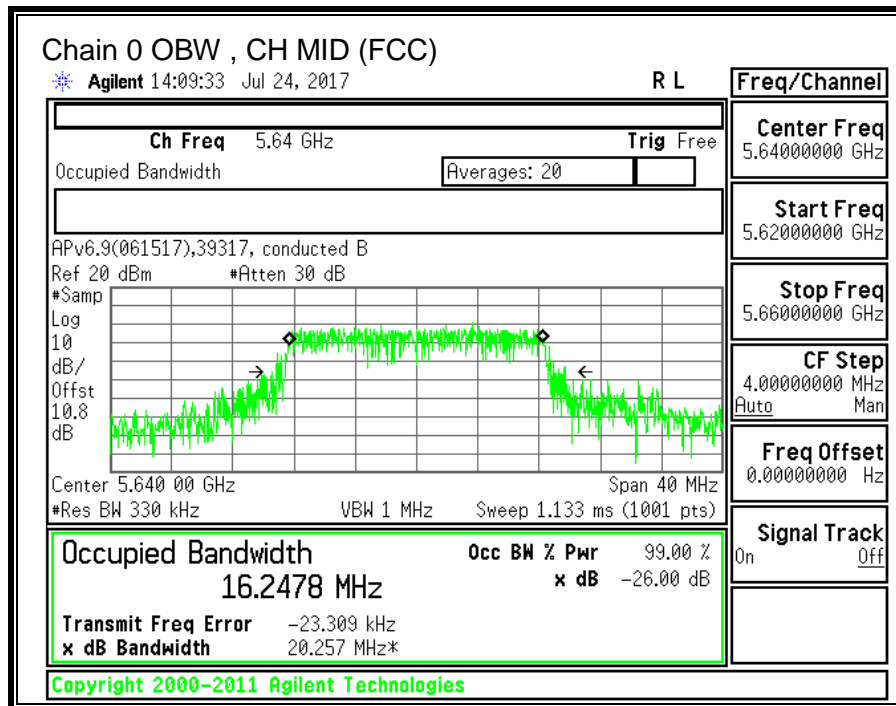 Chain 0 OBW , CH MID (FCC)
Agilent 14:09:33 Jul 24, 2017 R L
Freq/Channel
Ch Freq 5.64 GHz Trig Free
Occupied Bandwidth Averages: 20
APv6.9(061517),39317, conducted B
Ref 20 dBm #Atten 30 dB
#Samp
Log
10
dB/
Offst
10.8
dB
Center 5.640 00 GHz Span 40 MHz
#Res BW 330 kHz VBW 1 MHz Sweep 1.133 ms (1001 pts)
Occupied Bandwidth Occ BW % Pwr 99.00 %
16.2478 MHz x dB -26.00 dB
Transmit Freq Error -23.309 kHz
x dB Bandwidth 20.257 MHz*
Copyright 2000-2011 Agilent Technologies
Center Freq
5.64000000 GHz
Start Freq
5.62000000 GHz
Stop Freq
5.66000000 GHz
CF Step
4.00000000 MHz
Auto Man
Freq Offset
0.00000000 Hz
Signal Track
On Off